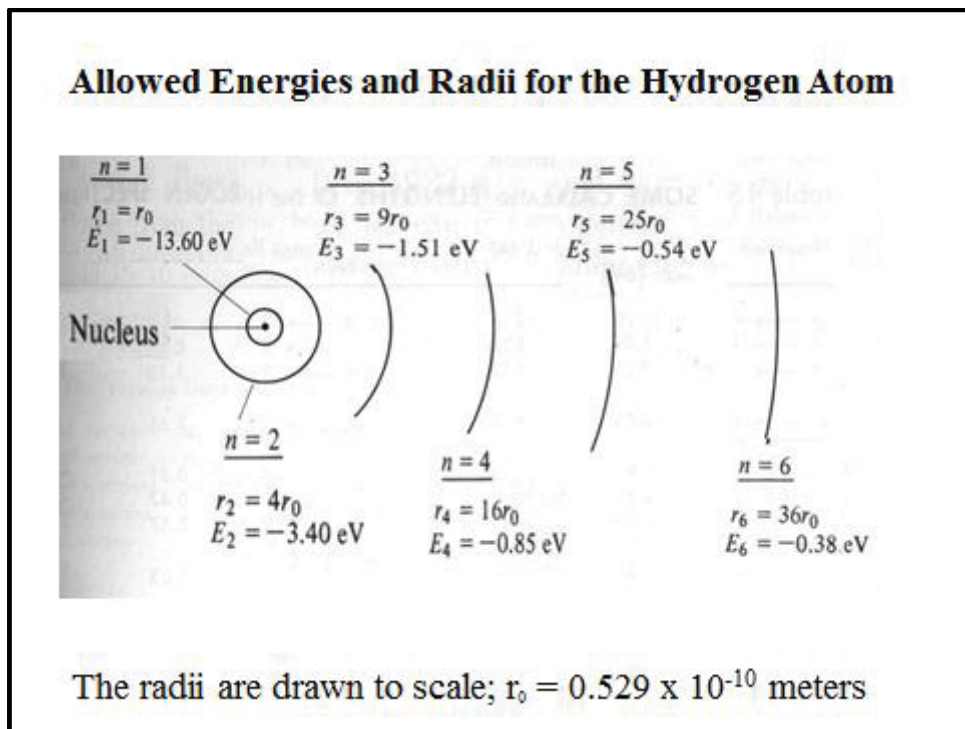 Allowed Energies and Radii for the Hydrogen Atom
n = 1
r₁ = r₀
E₁ = −13.60 eV
n = 3
r₃ = 9r₀
E₃ = −1.51 eV
n = 5
r₅ = 25r₀
E₅ = −0.54 eV
Nucleus
n = 2
r₂ = 4r₀
E₂ = −3.40 eV
n = 4
r₄ = 16r₀
E₄ = −0.85 eV
n = 6
r₆ = 36r₀
E₆ = −0.38 eV
The radii are drawn to scale; r₀ = 0.529 x 10⁻¹⁰ meters